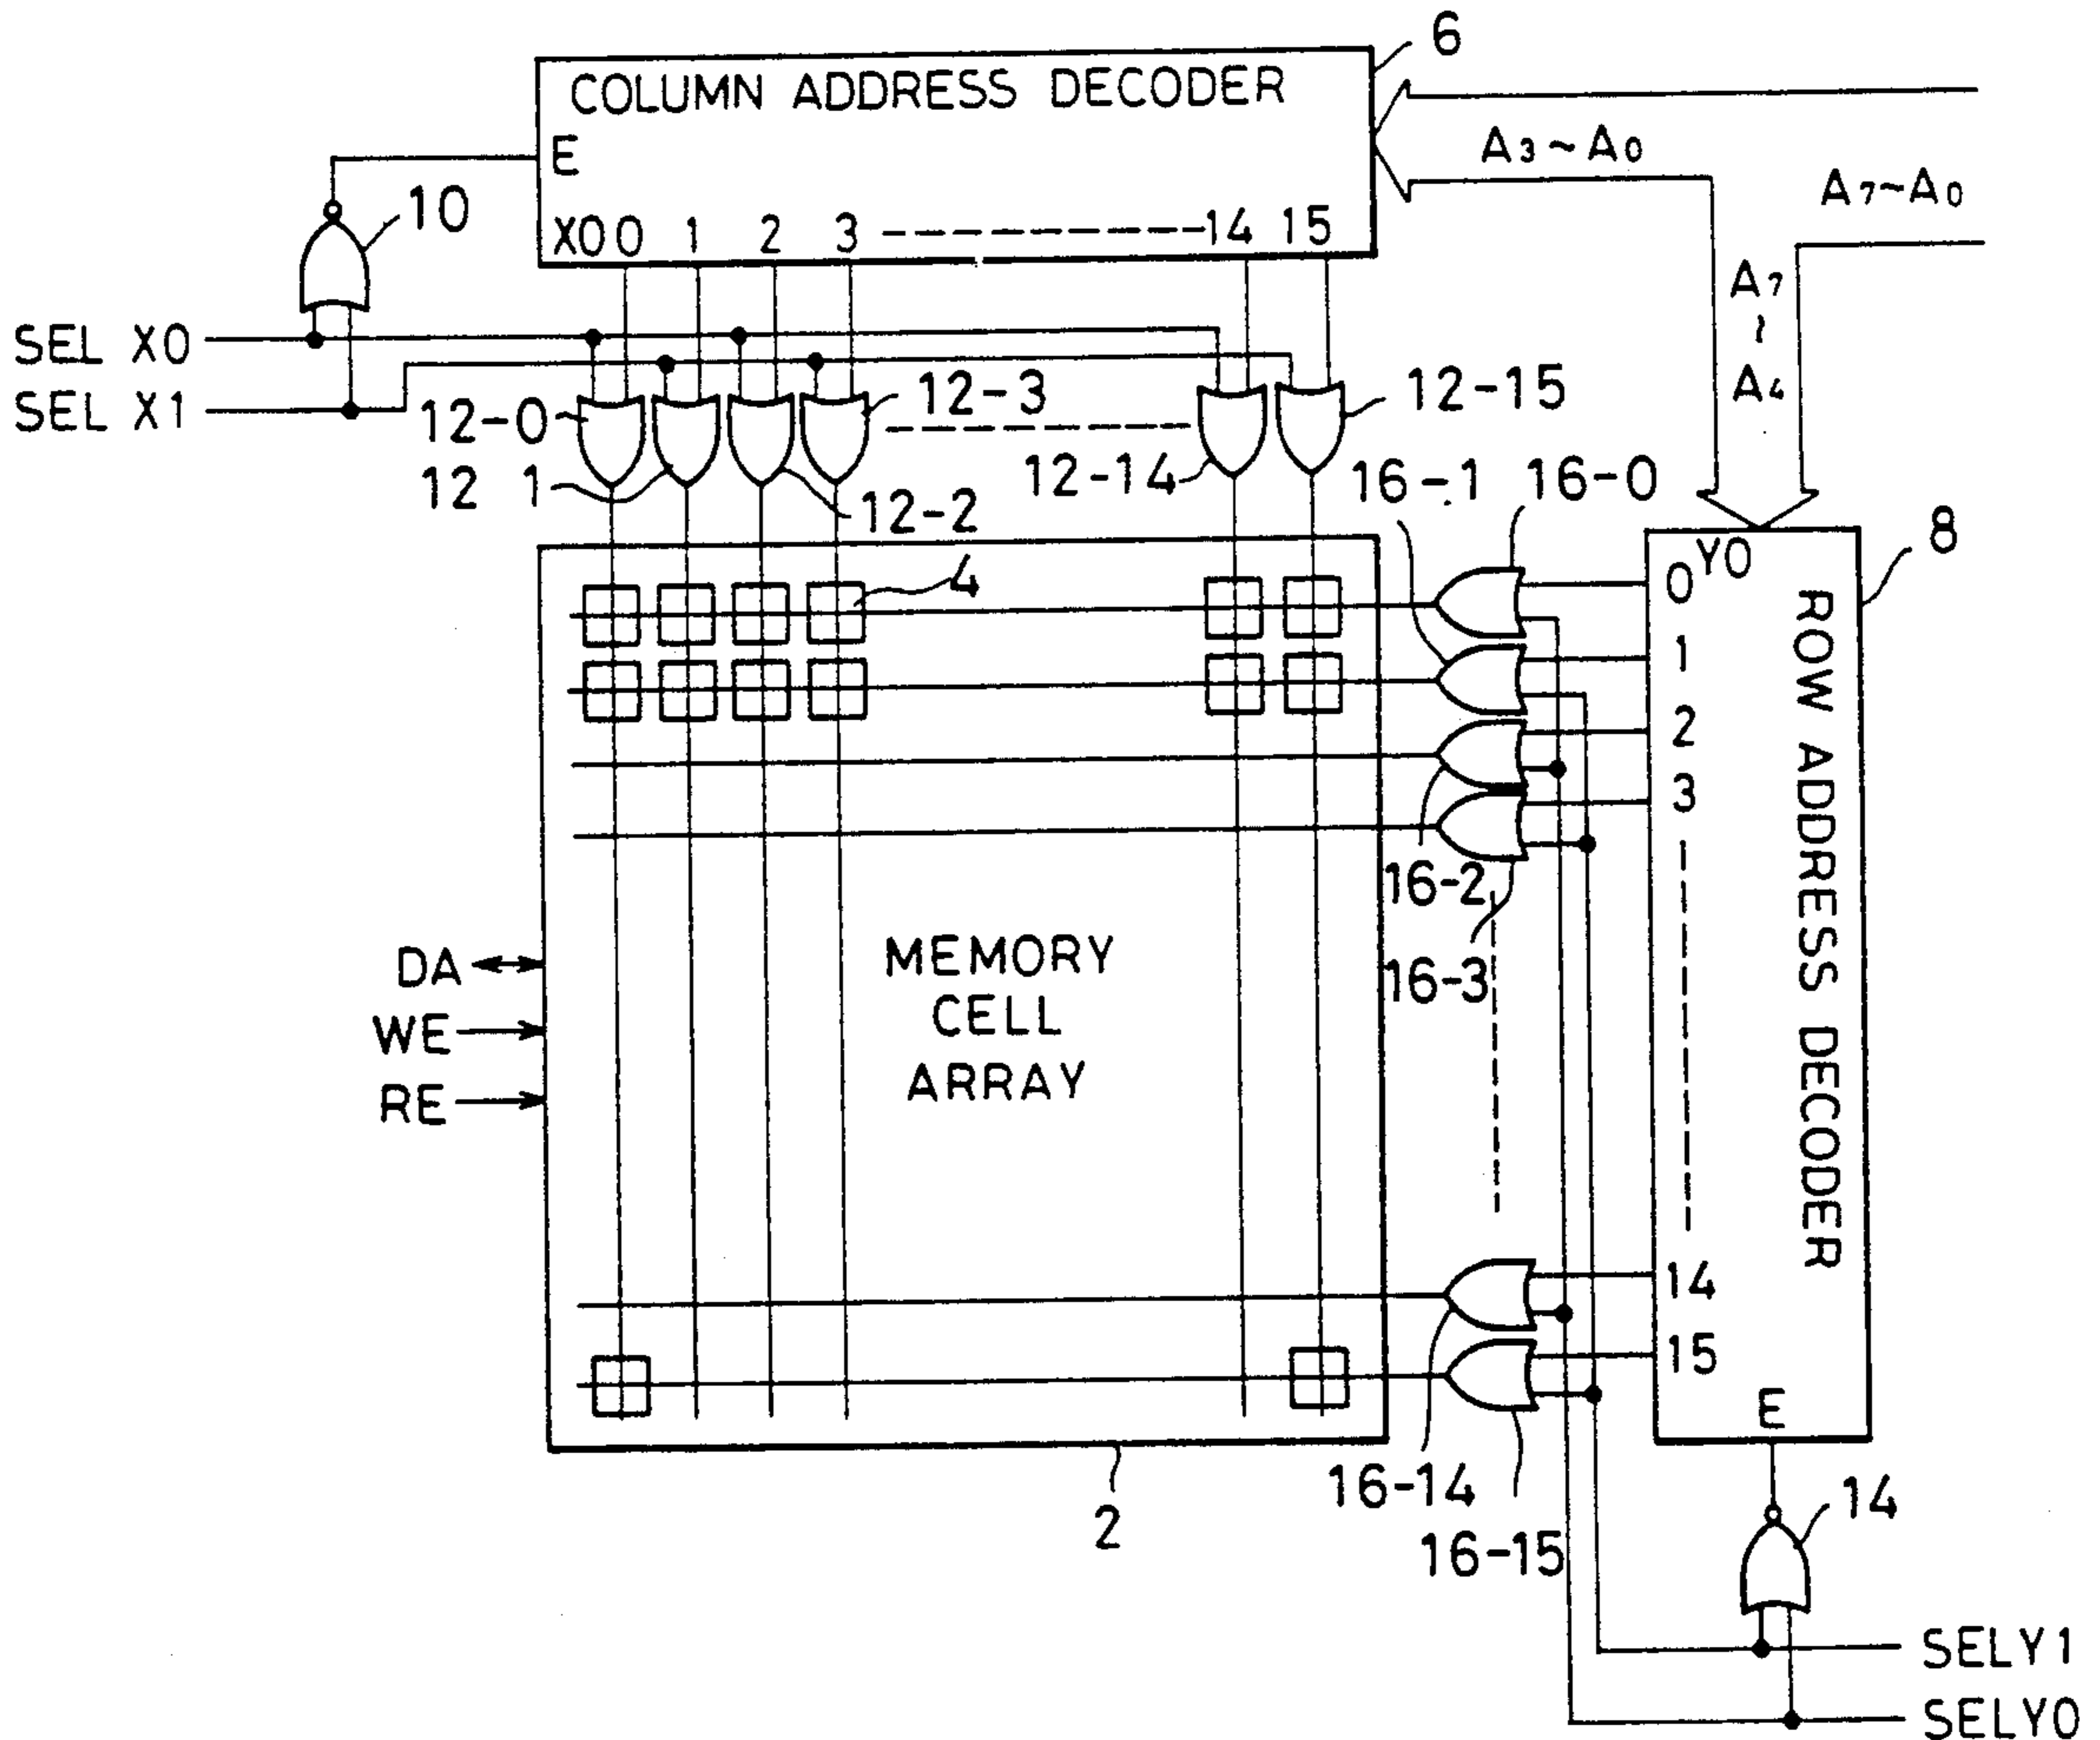 6
COLUMN ADDRESS DECODER
E
A3~A0
A7~A0
10
X0 0 1 2 3 14 15
A7
~
A4
SEL X0
SEL X1
12-0
12-3
12-15
12 1
12-2
12-14
16-1
16-0
8
4
Y0
0
1
2
3
14
15
E
ROW ADDRESS DECODER
16-2
16-3
DA
WE
RE
MEMORY
CELL
ARRAY
16-14
16-15
2
14
SELY1
SELY0